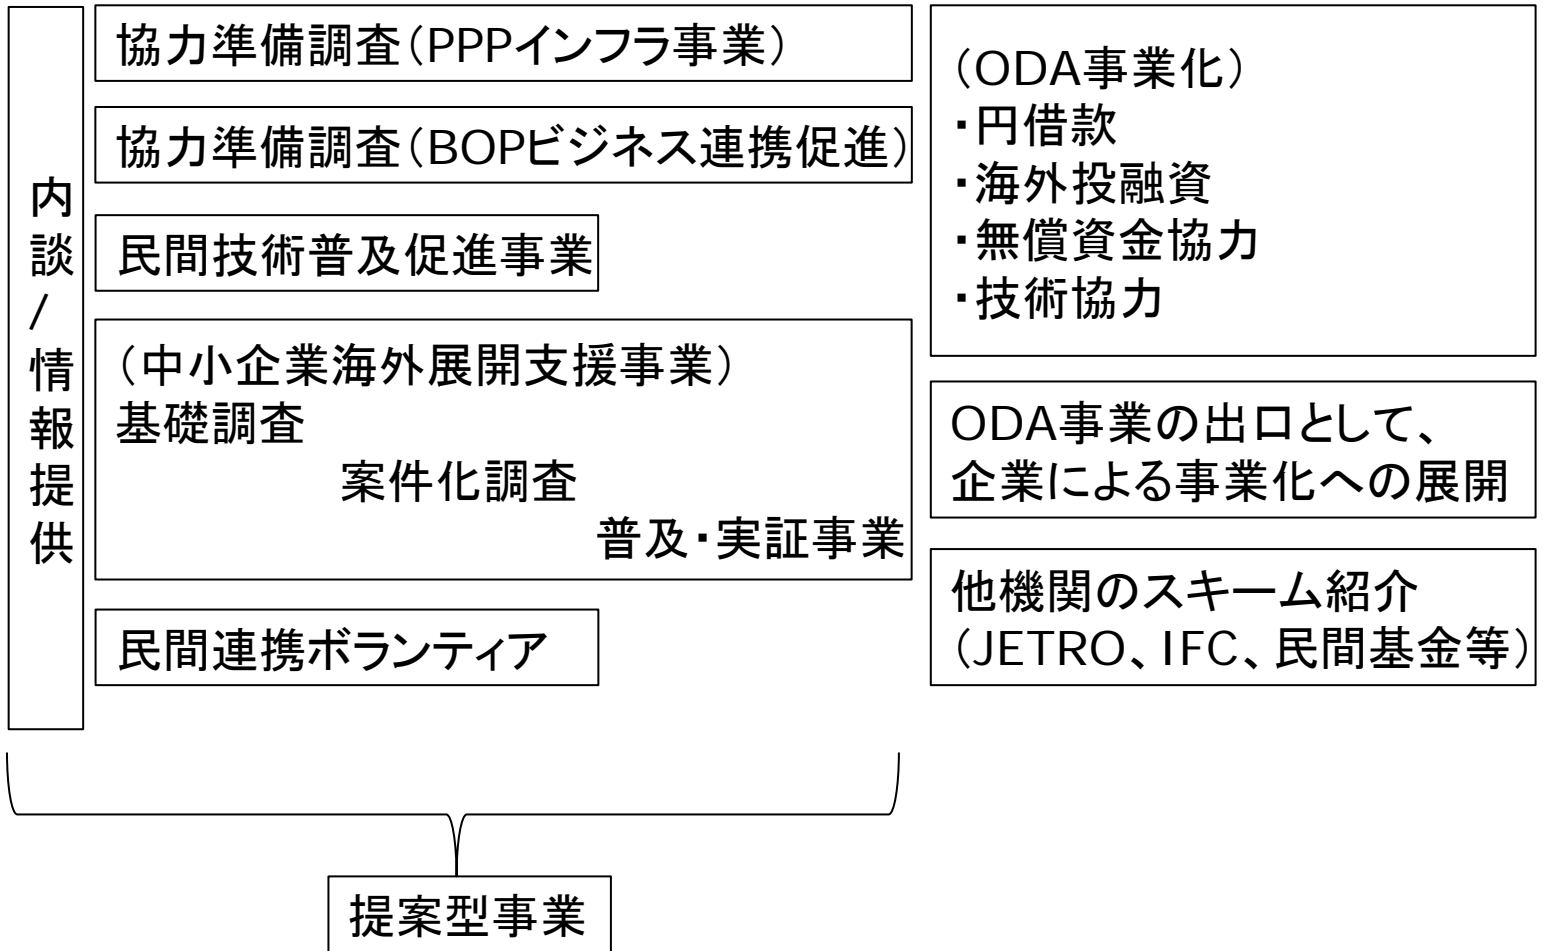 内談/情報提供
協力準備調査(PPPインフラ事業)
協力準備調査(BOPビジネス連携促進)
民間技術普及促進事業
(中小企業海外展開支援事業)
基礎調査
案件化調査
普及・実証事業
民間連携ボランティア
(ODA事業化)
・円借款
・海外投融資
・無償資金協力
・技術協力
ODA事業の出口として、
企業による事業化への展開
他機関のスキーム紹介
(JETRO、IFC、民間基金等)
提案型事業